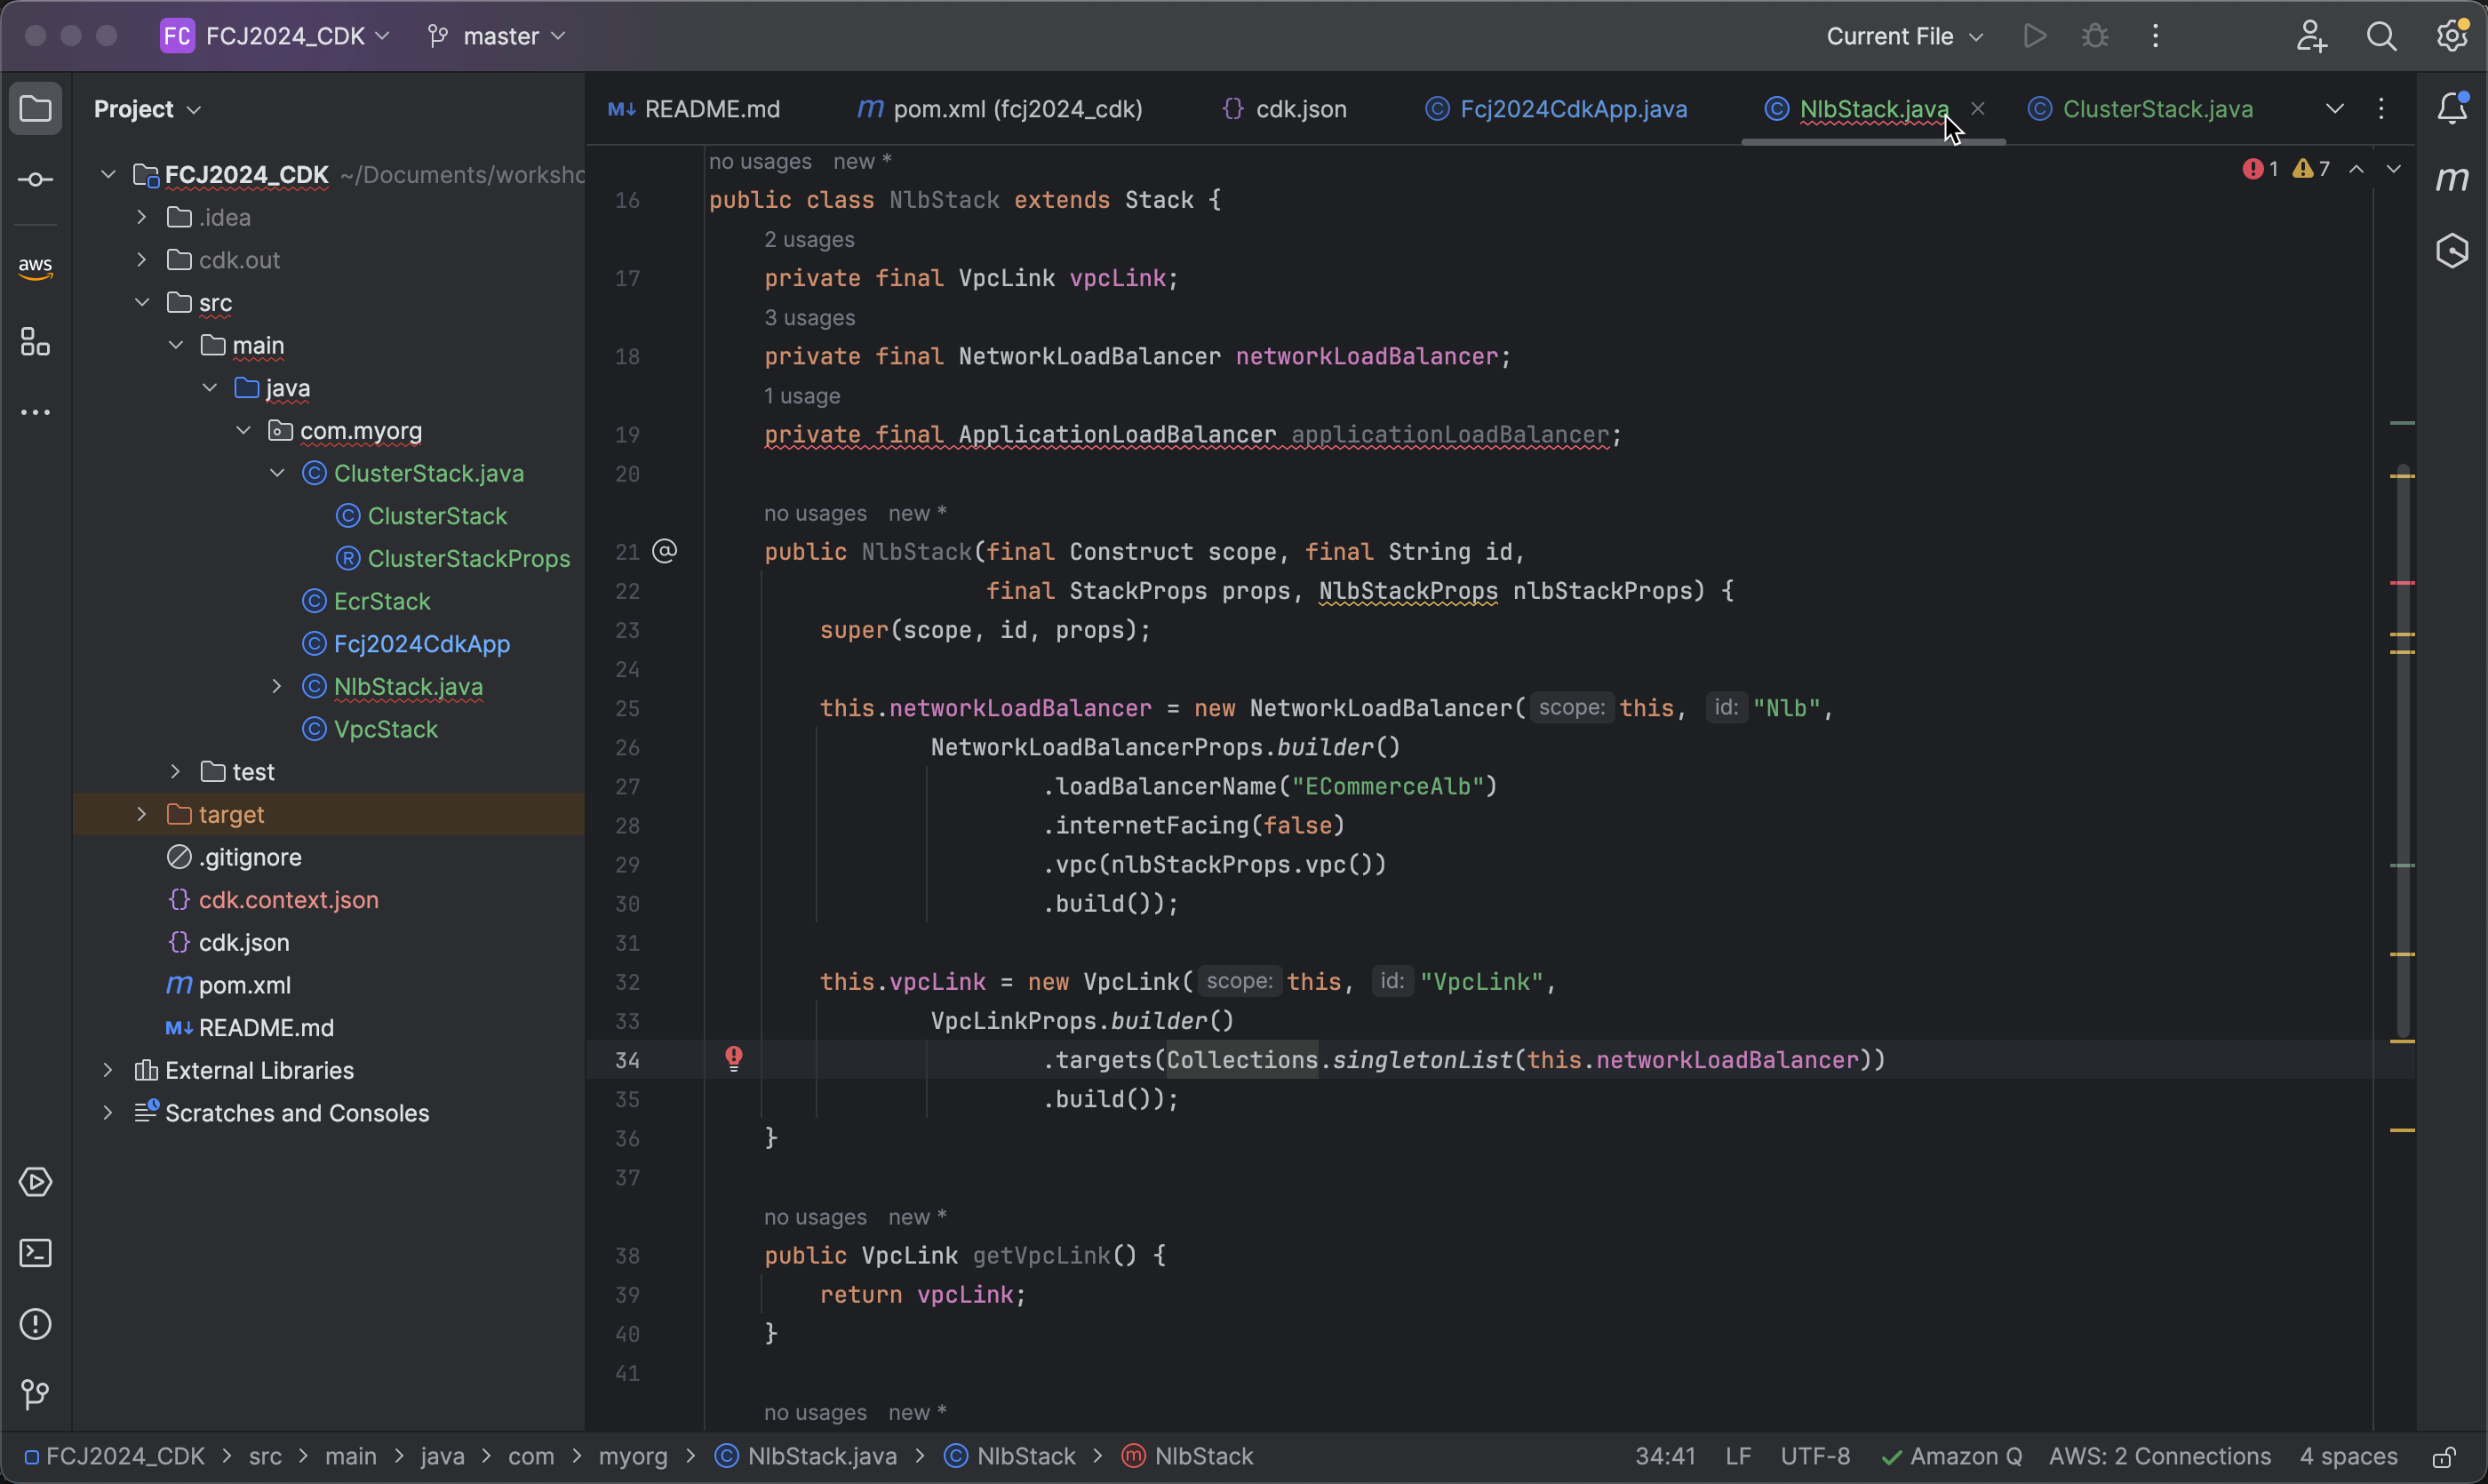 FC FCJ2024_CDK master Current File
Project
README.md pom.xml (fcj2024_cdk) {} cdk.json Fcj2024CdkApp.java NlbStack.java ClusterStack.java
aws
FCJ2024_CDK ~/Documents/worksho
.idea
cdk.out
src
main
java
com.myorg
ClusterStack.java
ClusterStack
ClusterStackProps
EcrStack
Fcj2024CdkApp
NlbStack.java
VpcStack
test
target
.gitignore
{} cdk.context.json
{} cdk.json
m pom.xml
M↓ README.md
External Libraries
Scratches and Consoles
no usages new *
1 7
16 public class NlbStack extends Stack {
2 usages
17 private final VpcLink vpcLink;
3 usages
18 private final NetworkLoadBalancer networkLoadBalancer;
1 usage
19 private final ApplicationLoadBalancer applicationLoadBalancer;
20
no usages new *
21 @ public NlbStack(final Construct scope, final String id,
22 final StackProps props, NlbStackProps nlbStackProps) {
23 super(scope, id, props);
24
25 this.networkLoadBalancer = new NetworkLoadBalancer( scope: this, id: "Nlb",
26 NetworkLoadBalancerProps.builder()
27 .loadBalancerName("ECommerceAlb")
28 .internetFacing(false)
29 .vpc(nlbStackProps.vpc())
30 .build());
31
32 this.vpcLink = new VpcLink( scope: this, id: "VpcLink",
33 VpcLinkProps.builder()
34 .targets(Collections.singletonList(this.networkLoadBalancer))
35 .build());
36 }
37
no usages new *
38 public VpcLink getVpcLink() {
39 return vpcLink;
40 }
41
no usages new *
FCJ2024_CDK > src > main > java > com > myorg > NlbStack.java > NlbStack > NlbStack 34:41 LF UTF-8 Amazon Q AWS: 2 Connections 4 spaces